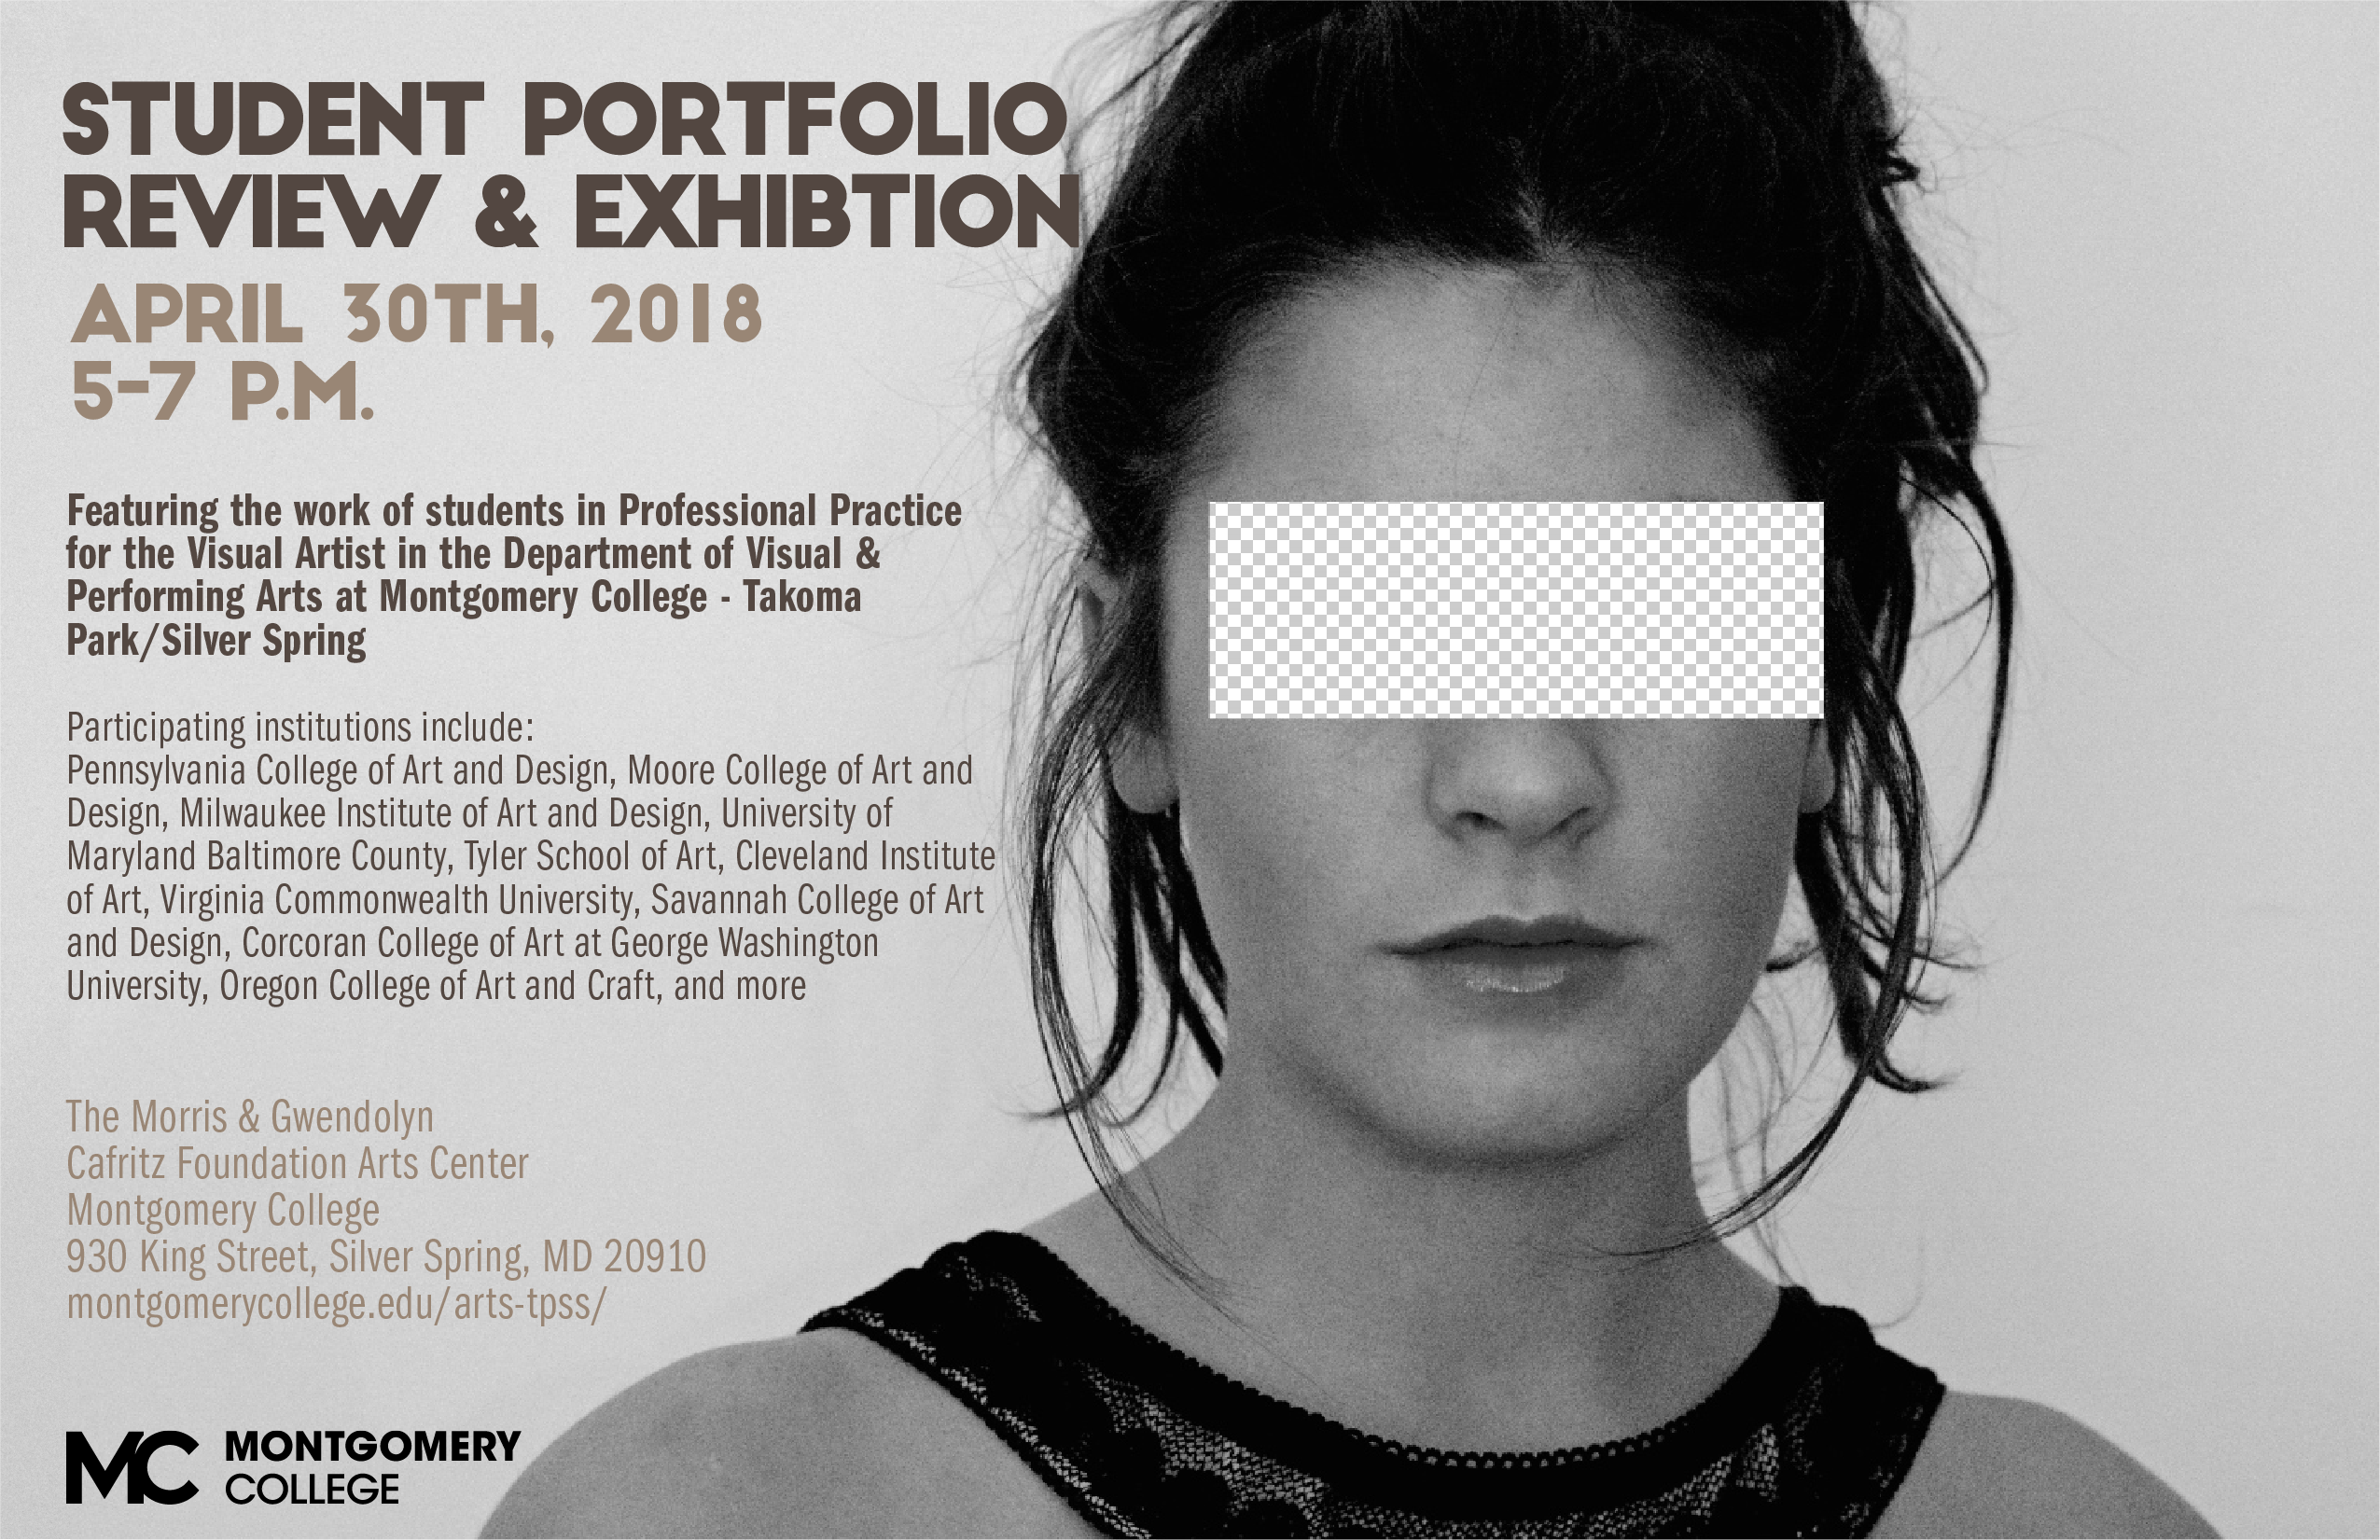 STUDENT PORTFOLIO
REVIEW & EXHIBTION
APRIL 30TH, 2018
5-7 P.M.
Featuring the work of students in Professional Practice
for the Visual Artist in the Department of Visual &
Performing Arts at Montgomery College - Takoma
Park/Silver Spring
Participating institutions include:
Pennsylvania College of Art and Design, Moore College of Art and
Design, Milwaukee Institute of Art and Design, University of
Maryland Baltimore County, Tyler School of Art, Cleveland Institute
of Art, Virginia Commonwealth University, Savannah College of Art
and Design, Corcoran College of Art at George Washington
University, Oregon College of Art and Craft, and more
The Morris & Gwendolyn
Cafritz Foundation Arts Center
Montgomery College
930 King Street, Silver Spring, MD 20910
montgomerycollege.edu/arts-tpss/
MC MONTGOMERY
COLLEGE